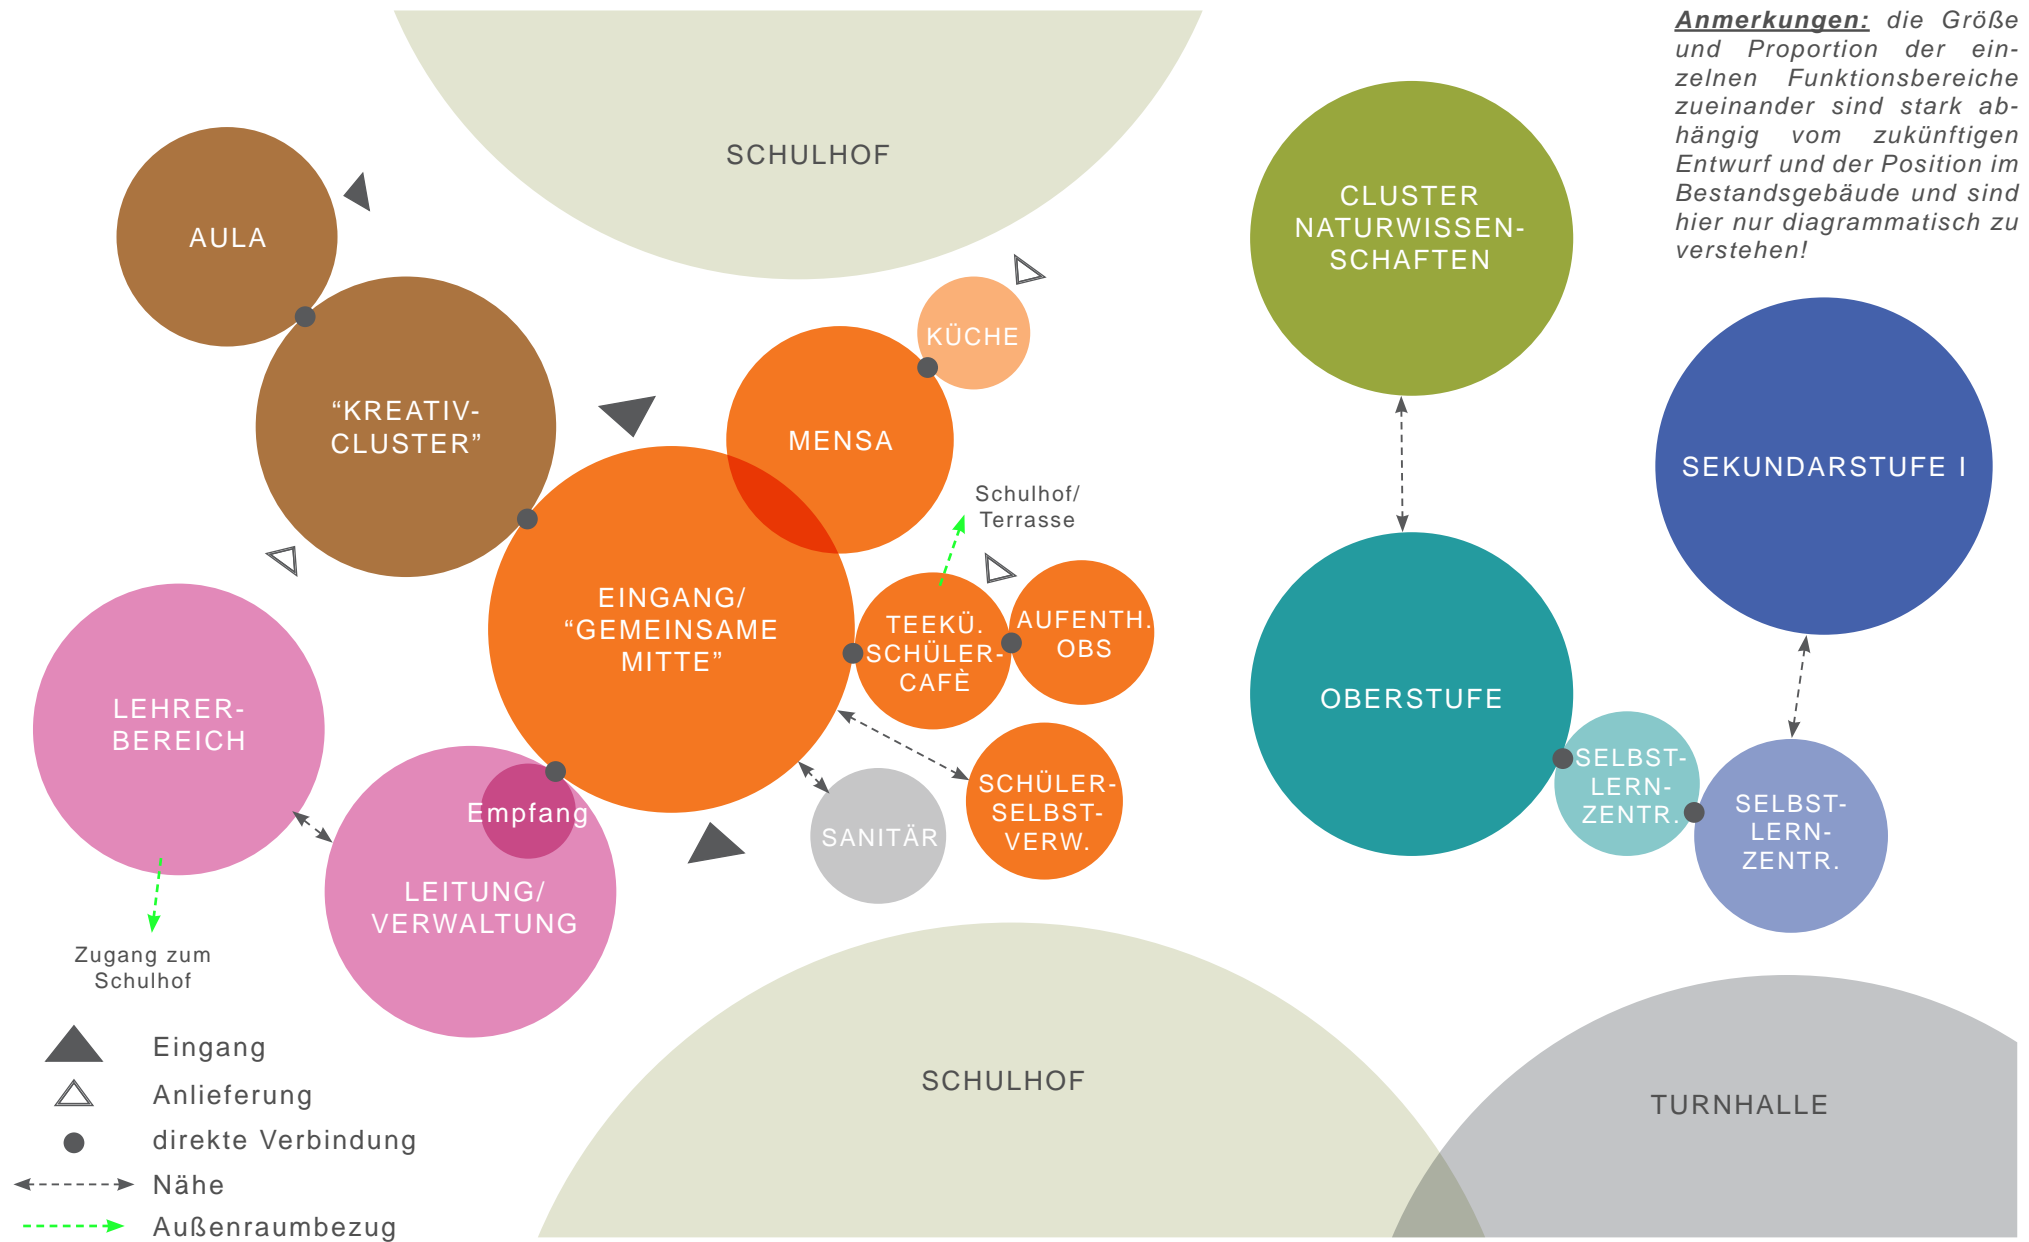 Anmerkungen: die Größe
und Proportion der ein-
zelnen Funktionsbereiche
zueinander sind stark ab-
hängig vom zukünftigen
Entwurf und der Position im
Bestandsgebäude und sind
hier nur diagrammatisch zu
verstehen!
SCHULHOF
AULA
CLUSTER
NATURWISSEN-
SCHAFTEN
KÜCHE
“KREATIV-
CLUSTER”
MENSA
SEKUNDARSTUFE I
Schulhof/
Terrasse
EINGANG/
“GEMEINSAME
MITTE”
TEEKÜ.
SCHÜLER-
CAFÈ
AUFENTH.
OBS
LEHRER-
BEREICH
OBERSTUFE
SELBST-
LERN-
ZENTR.
SELBST-
LERN-
ZENTR.
Empfang
SANITÄR
SCHÜLER-
SELBST-
VERW.
LEITUNG/
VERWALTUNG
Zugang zum
Schulhof
SCHULHOF
TURNHALLE
Eingang
Anlieferung
direkte Verbindung
Nähe
Außenraumbezug